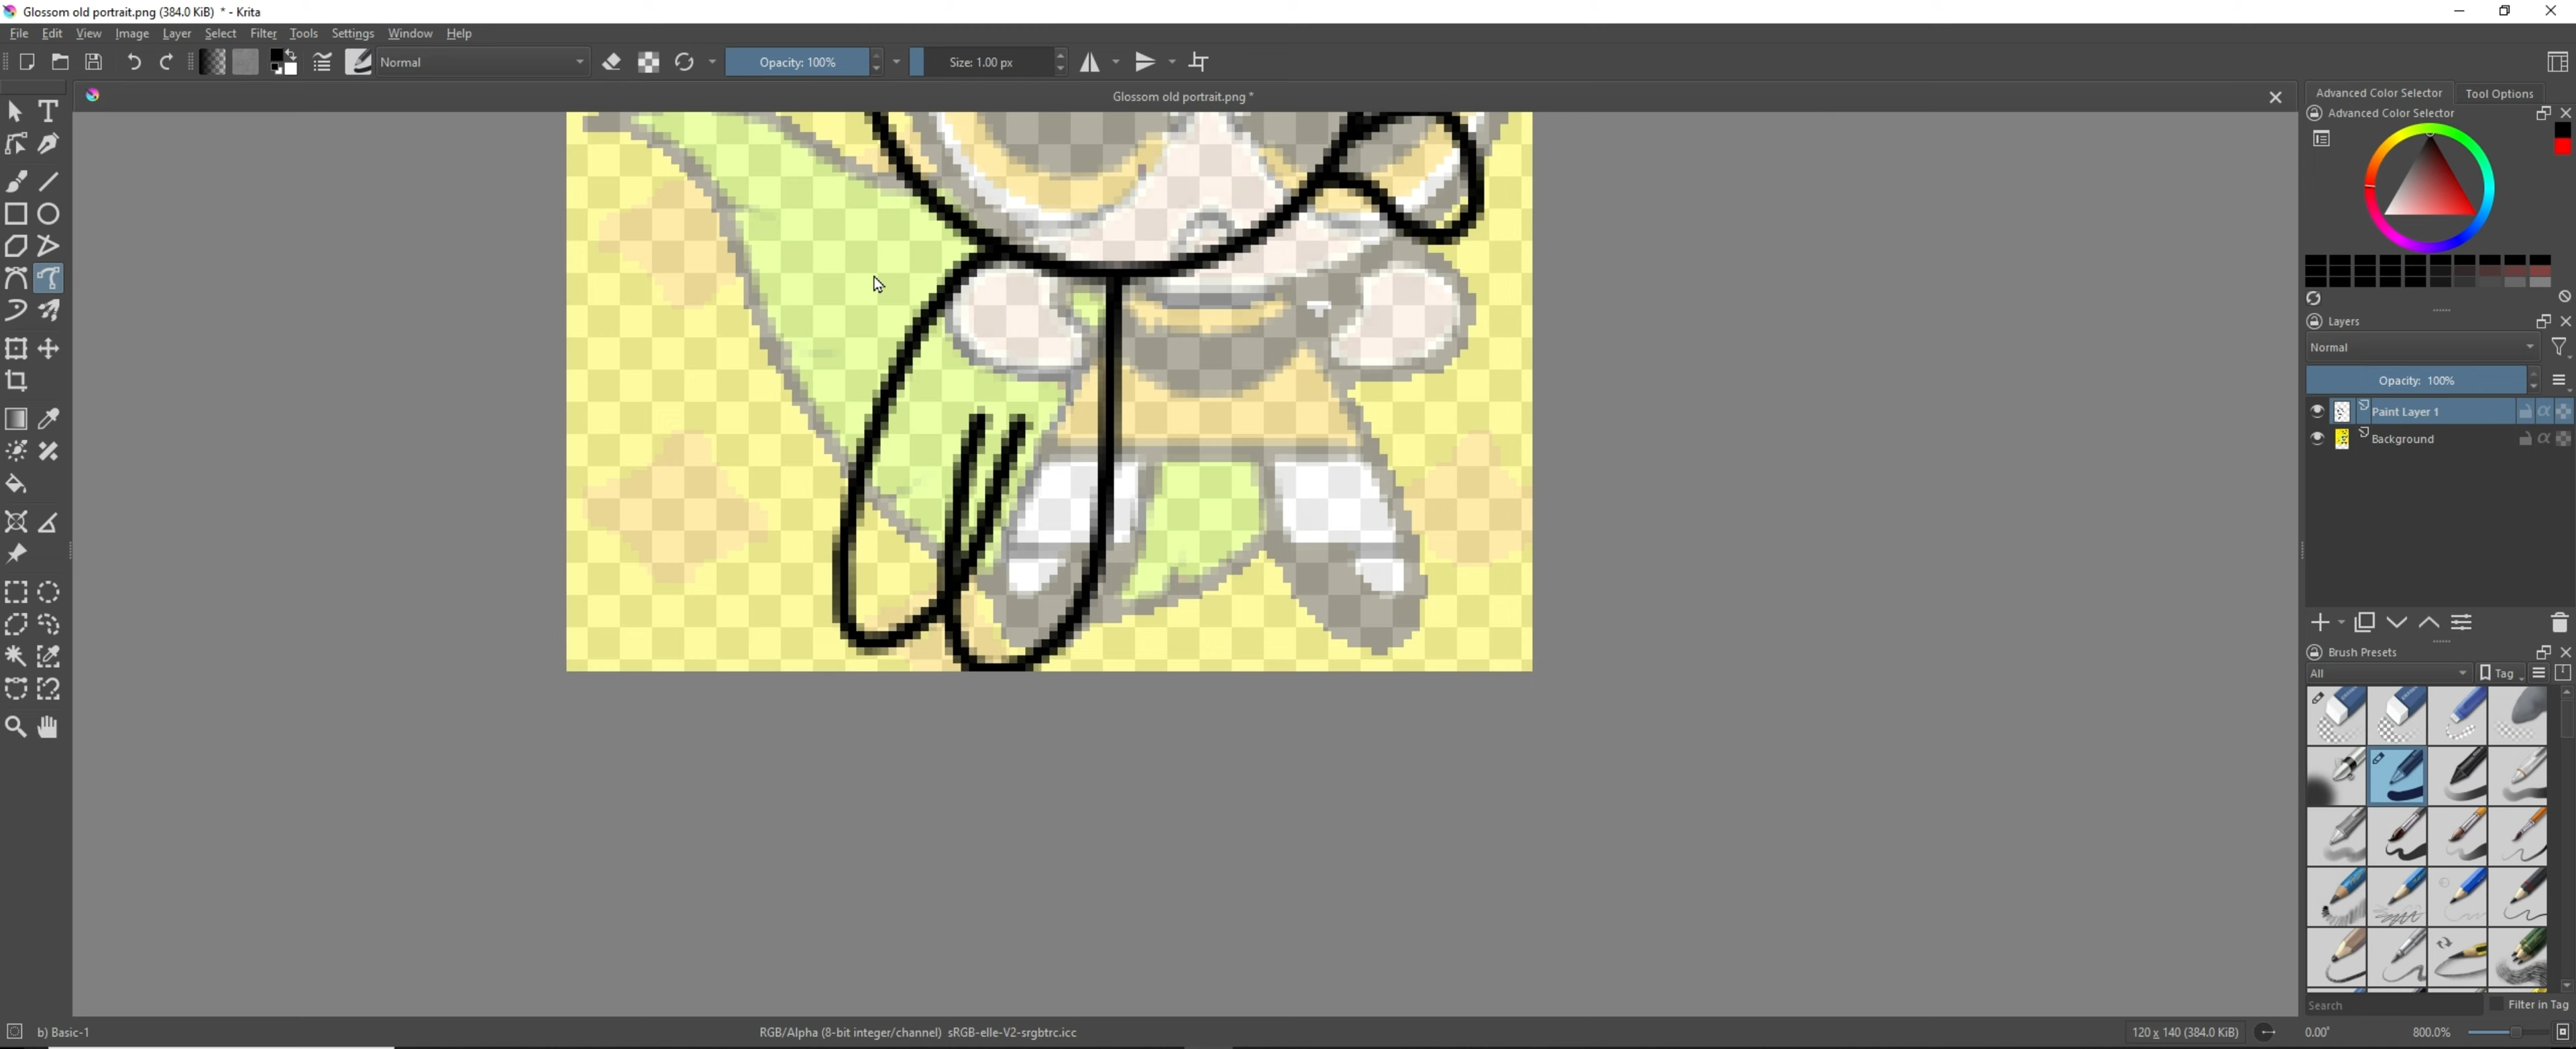 Glossom old portrait.png (384.0 KiB) * - Krita
File Edit View Image Layer Select Filter Tools Settings Window Help
Normal Opacity: 100% Size: 1.00 px
Glossom old portrait.png *
Advanced Color Selector Tool Options
Advanced Color Selector
Layers
Normal
Opacity: 100%
Paint Layer 1
Background
Brush Presets
All Tag
Search Filter in Tag
b) Basic-1 RGB/Alpha (8-bit integer/channel) sRGB-elle-V2-srgbtrc.icc 120 x 140 (384.0 KiB) 0.00° 800.0%